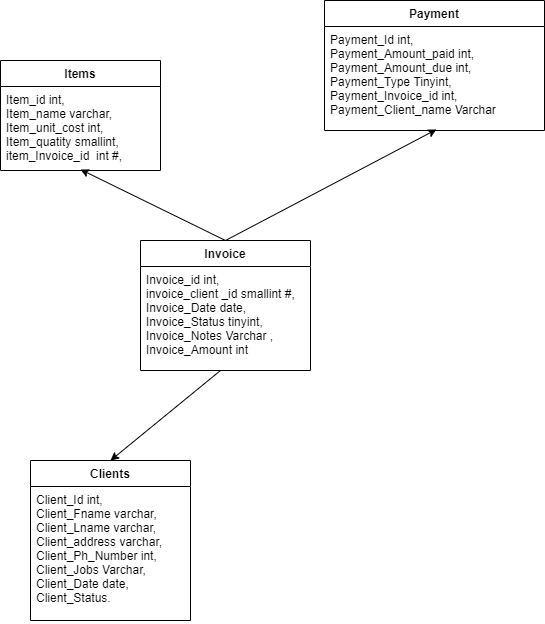 Payment
Payment_Id int,
Payment_Amount_paid int,
Payment_Amount_due int,
Payment_Type Tinyint,
Payment_Invoice_id int,
Payment_Client_name Varchar
Items
Item_id int,
Item_name varchar,
Item_unit_cost int,
Item_quatity smallint,
item_Invoice_id  int #,
Invoice
Invoice_id int,
invoice_client _id smallint #,
Invoice_Date date,
Invoice_Status tinyint,
Invoice_Notes Varchar ,
Invoice_Amount int
Clients
Client_Id int,
Client_Fname varchar,
Client_Lname varchar,
Client_address varchar,
Client_Ph_Number int,
Client_Jobs Varchar,
Client_Date date,
Client_Status.